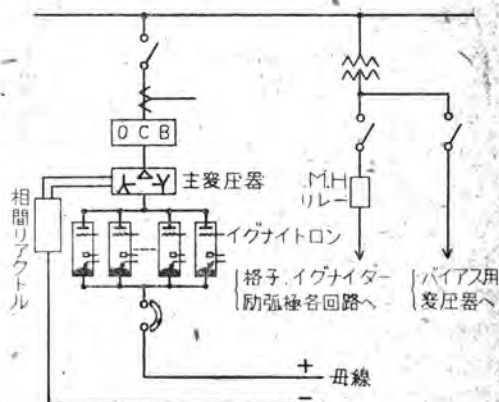 OCB
主変圧器
相間リアクトル
イグナイトロン
M.H
リレー
格子.イグナイター
励弧極各回路へ
バイアス用
変圧器へ
+
母線
−